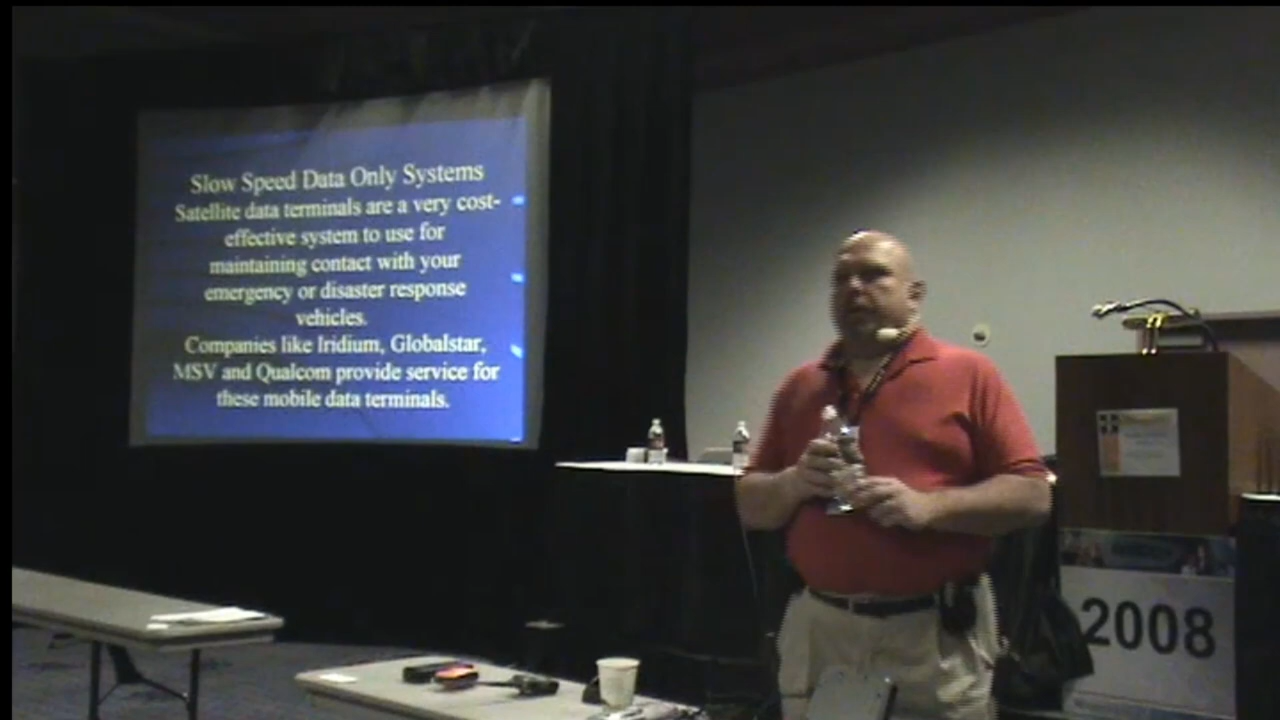 Slow Speed Data Only Systems
Satellite data terminals are a very cost-
effective system to use for
maintaining contact with your
emergency or disaster response
vehicles.
Companies like Iridium, Globalstar,
MSV and Qualcom provide service for
these mobile data terminals.
2008